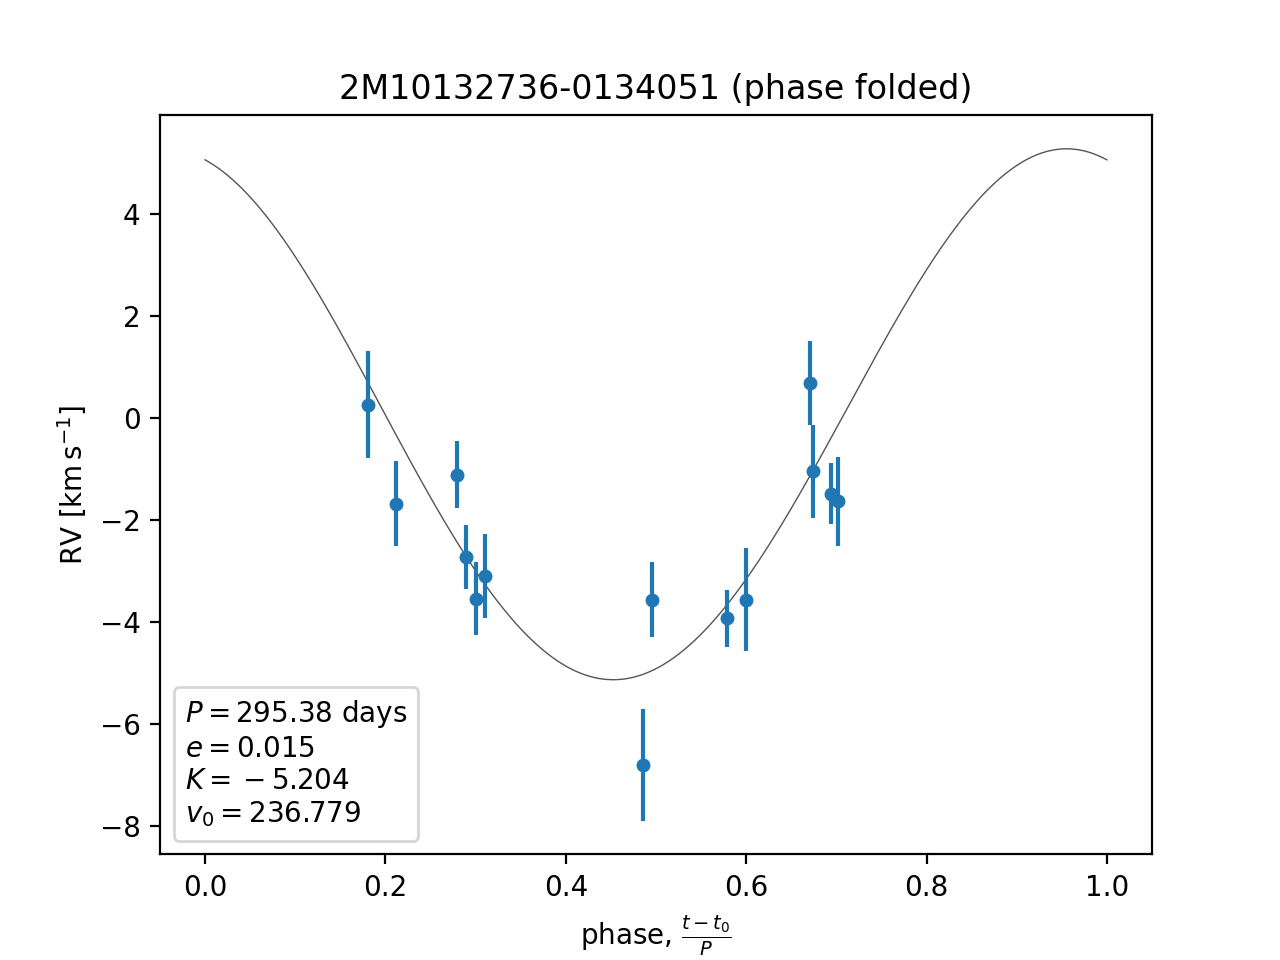 2M10132736-0134051 (phase folded)
RV [km s⁻¹]
4
2
0
−2
−4
−6
−8
P = 295.38 days
e = 0.015
K = −5.204
v₀ = 236.779
0.0 0.2 0.4 0.6 0.8 1.0
phase, (t − t₀)/P